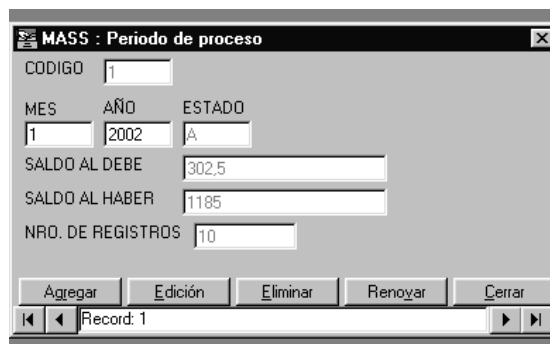 MASS : Periodo de proceso
CODIGO 1
MES AÑO ESTADO
1 2002 A
SALDO AL DEBE 302,5
SALDO AL HABER 1185
NRO. DE REGISTROS 10
Agregar Edición Eliminar Renovar Cerrar
Record: 1